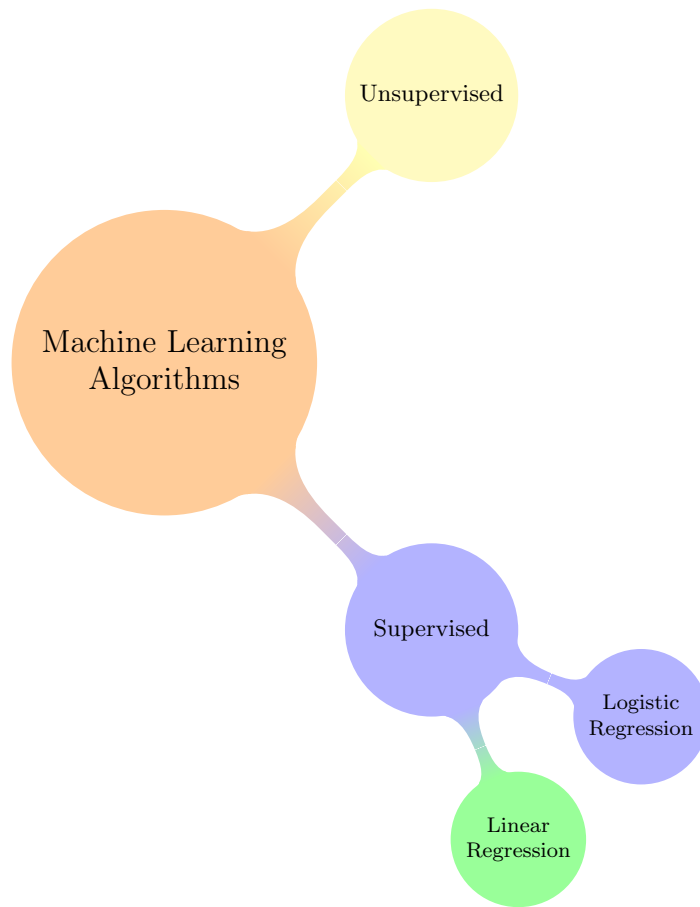 Unsupervised
Machine Learning
Algorithms
Supervised
Logistic
Regression
Linear
Regression